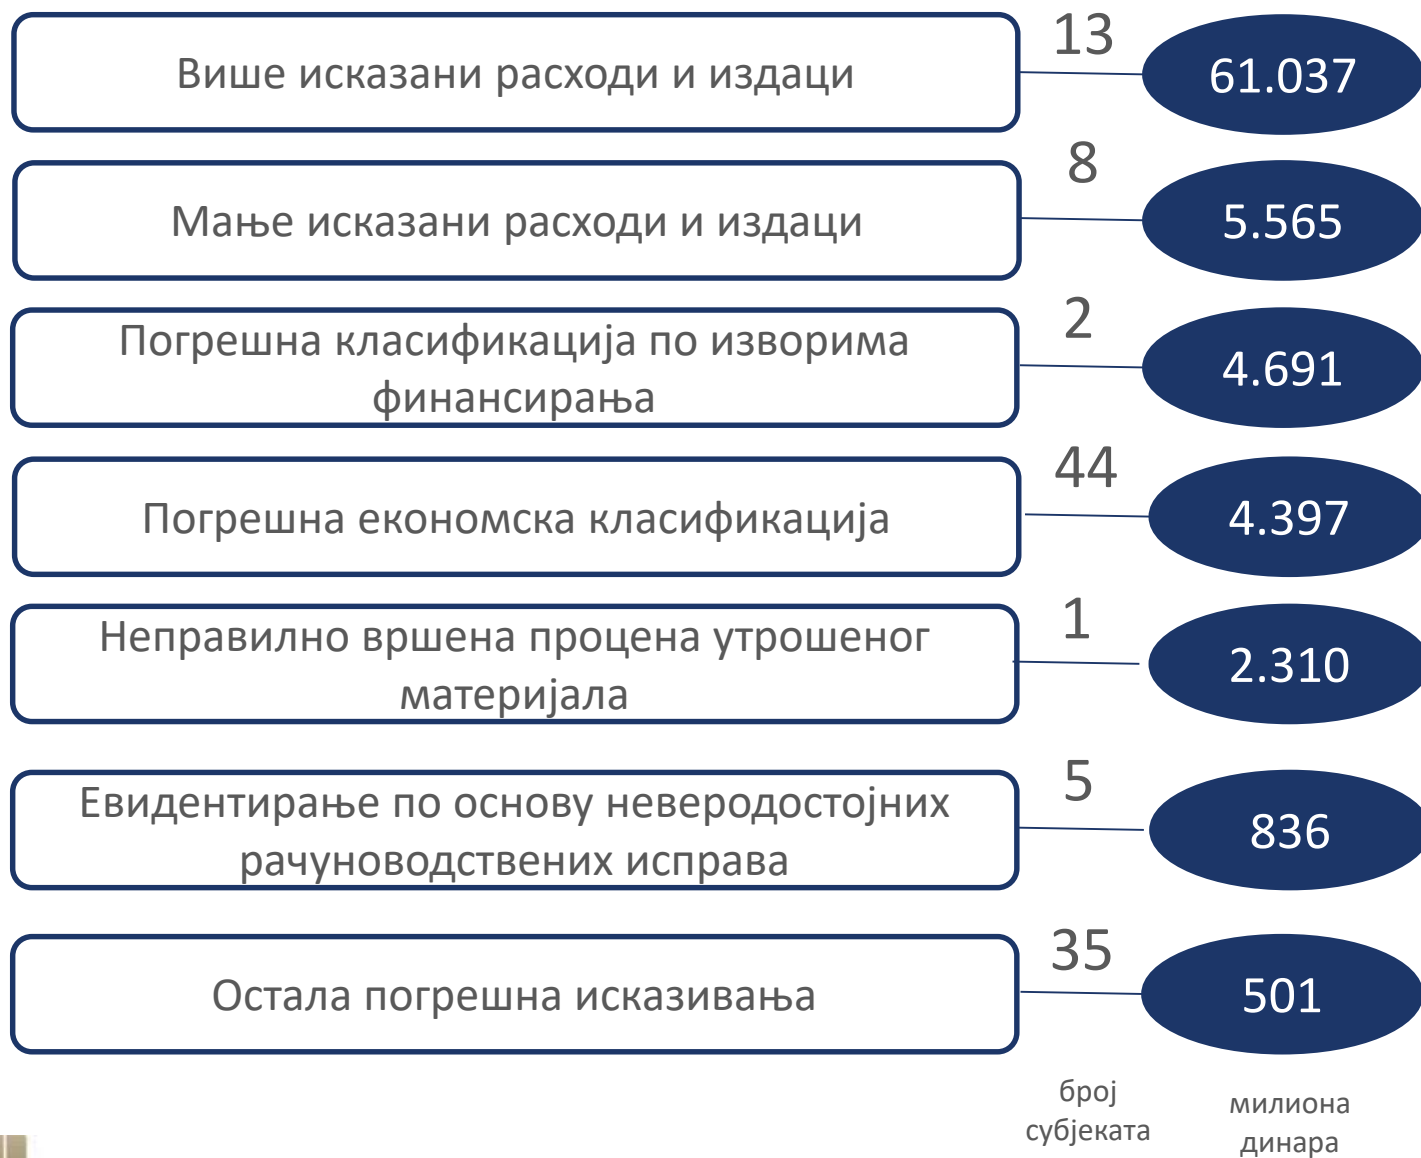 Више исказани расходи и издаци
13
61.037
Мање исказани расходи и издаци
8
5.565
Погрешна класификација по изворима
финансирања
2
4.691
Погрешна економска класификација
44
4.397
Неправилно вршена процена утрошеног
материјала
1
2.310
Евидентирање по основу неверодостојних
рачуноводствених исправа
5
836
Остала погрешна исказивања
35
501
број
субјеката
милиона
динара